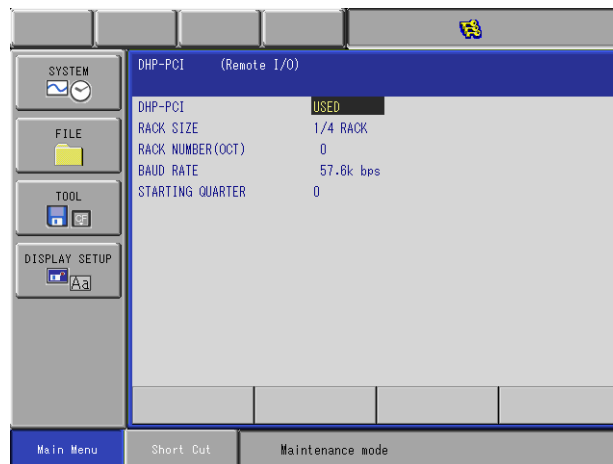 SYSTEM
FILE
TOOL
CF
DISPLAY SETUP
Aa
DHP-PCI (Remote I/O)
DHP-PCI USED
RACK SIZE 1/4 RACK
RACK NUMBER(OCT) 0
BAUD RATE 57.6k bps
STARTING QUARTER 0
Main Menu
Short Cut
Maintenance mode